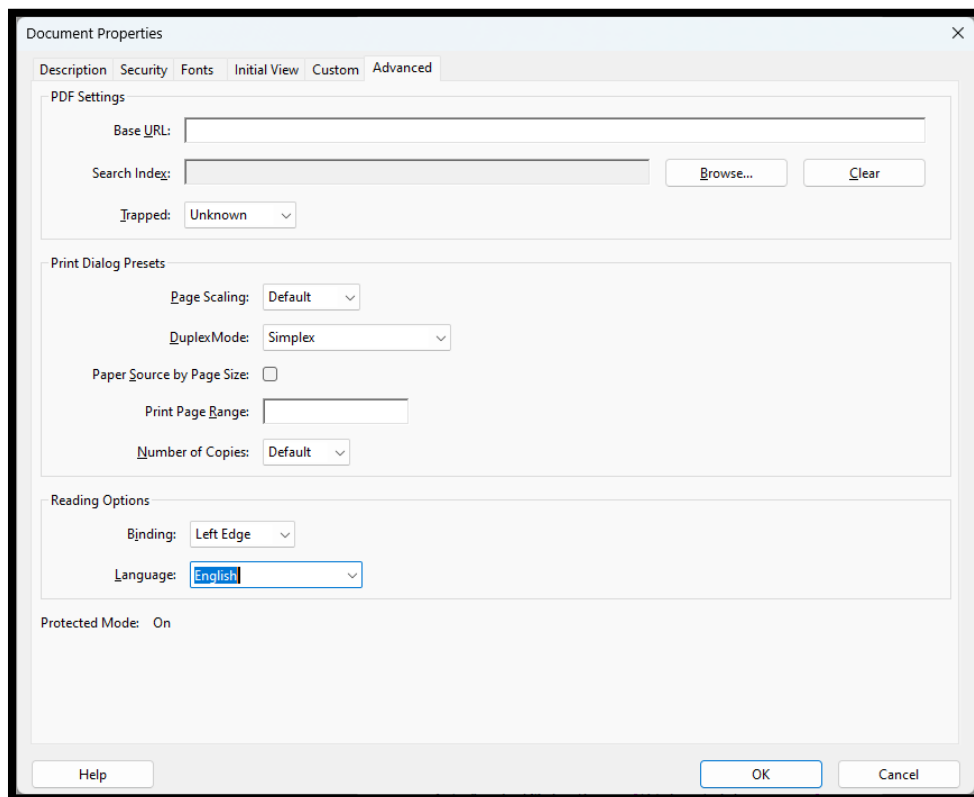 Document Properties
Description Security Fonts Initial View Custom Advanced
PDF Settings
Base URL:
Search Index: Browse... Clear
Trapped: Unknown
Print Dialog Presets
Page Scaling: Default
DuplexMode: Simplex
Paper Source by Page Size:
Print Page Range:
Number of Copies: Default
Reading Options
Binding: Left Edge
Language: English
Protected Mode: On
Help OK Cancel